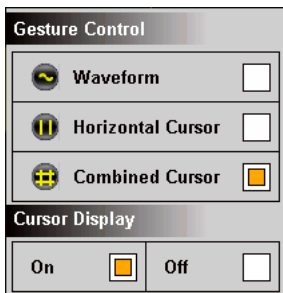 Gesture Control
Waveform
Horizontal Cursor
Combined Cursor
Cursor Display
On Off